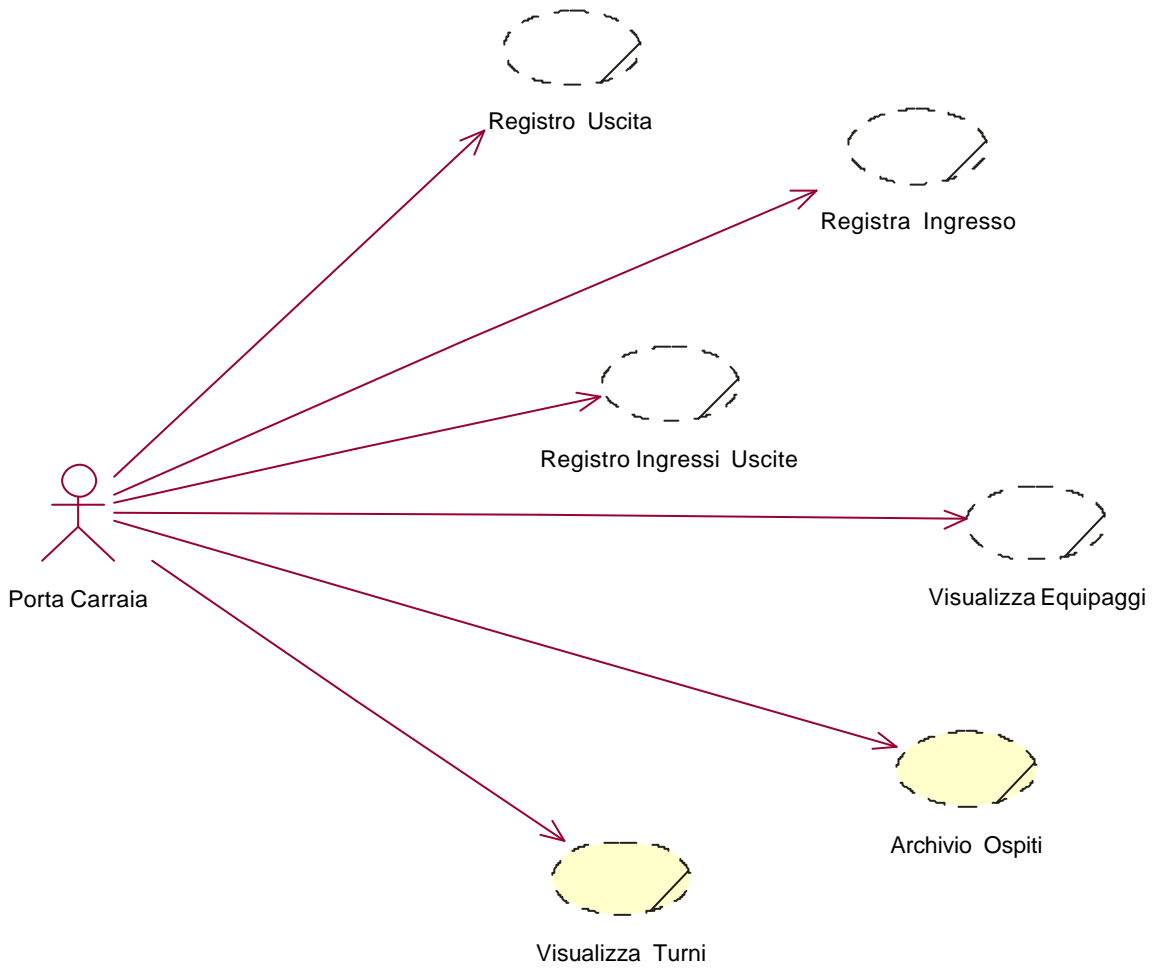 Registro Uscita
Registra Ingresso
Registro Ingressi Uscite
Visualizza Equipaggi
Porta Carraia
Archivio Ospiti
Visualizza Turni